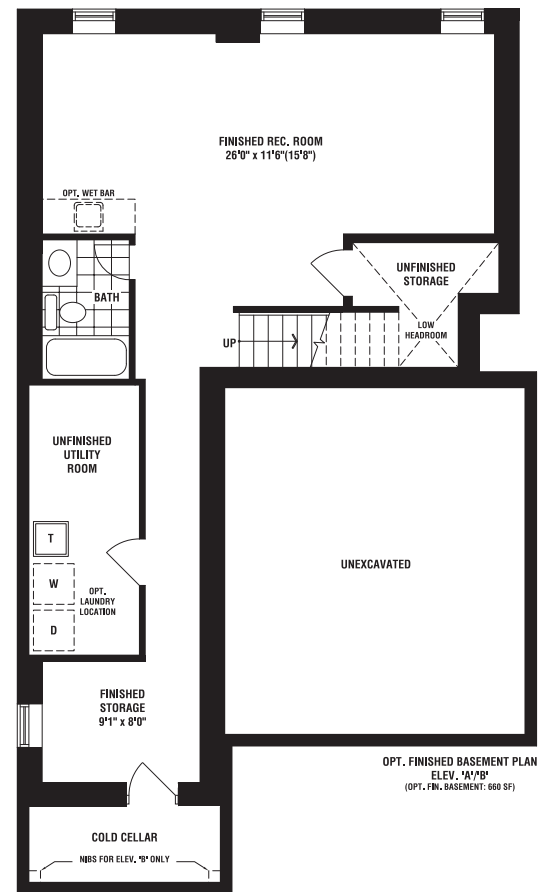 FINISHED REC. ROOM
26'0" x 11'6"(15'8")
OPT. WET BAR
BATH
UNFINISHED
STORAGE
LOW
HEADROOM
UP
UNFINISHED
UTILITY
ROOM
T
W
OPT.
LAUNDRY
LOCATION
D
UNEXCAVATED
FINISHED
STORAGE
9'1" x 8'0"
OPT. FINISHED BASEMENT PLAN
ELEV. 'A'/'B'
(OPT. FIN. BASEMENT: 660 SF)
COLD CELLAR
NIBS FOR ELEV. 'B' ONLY